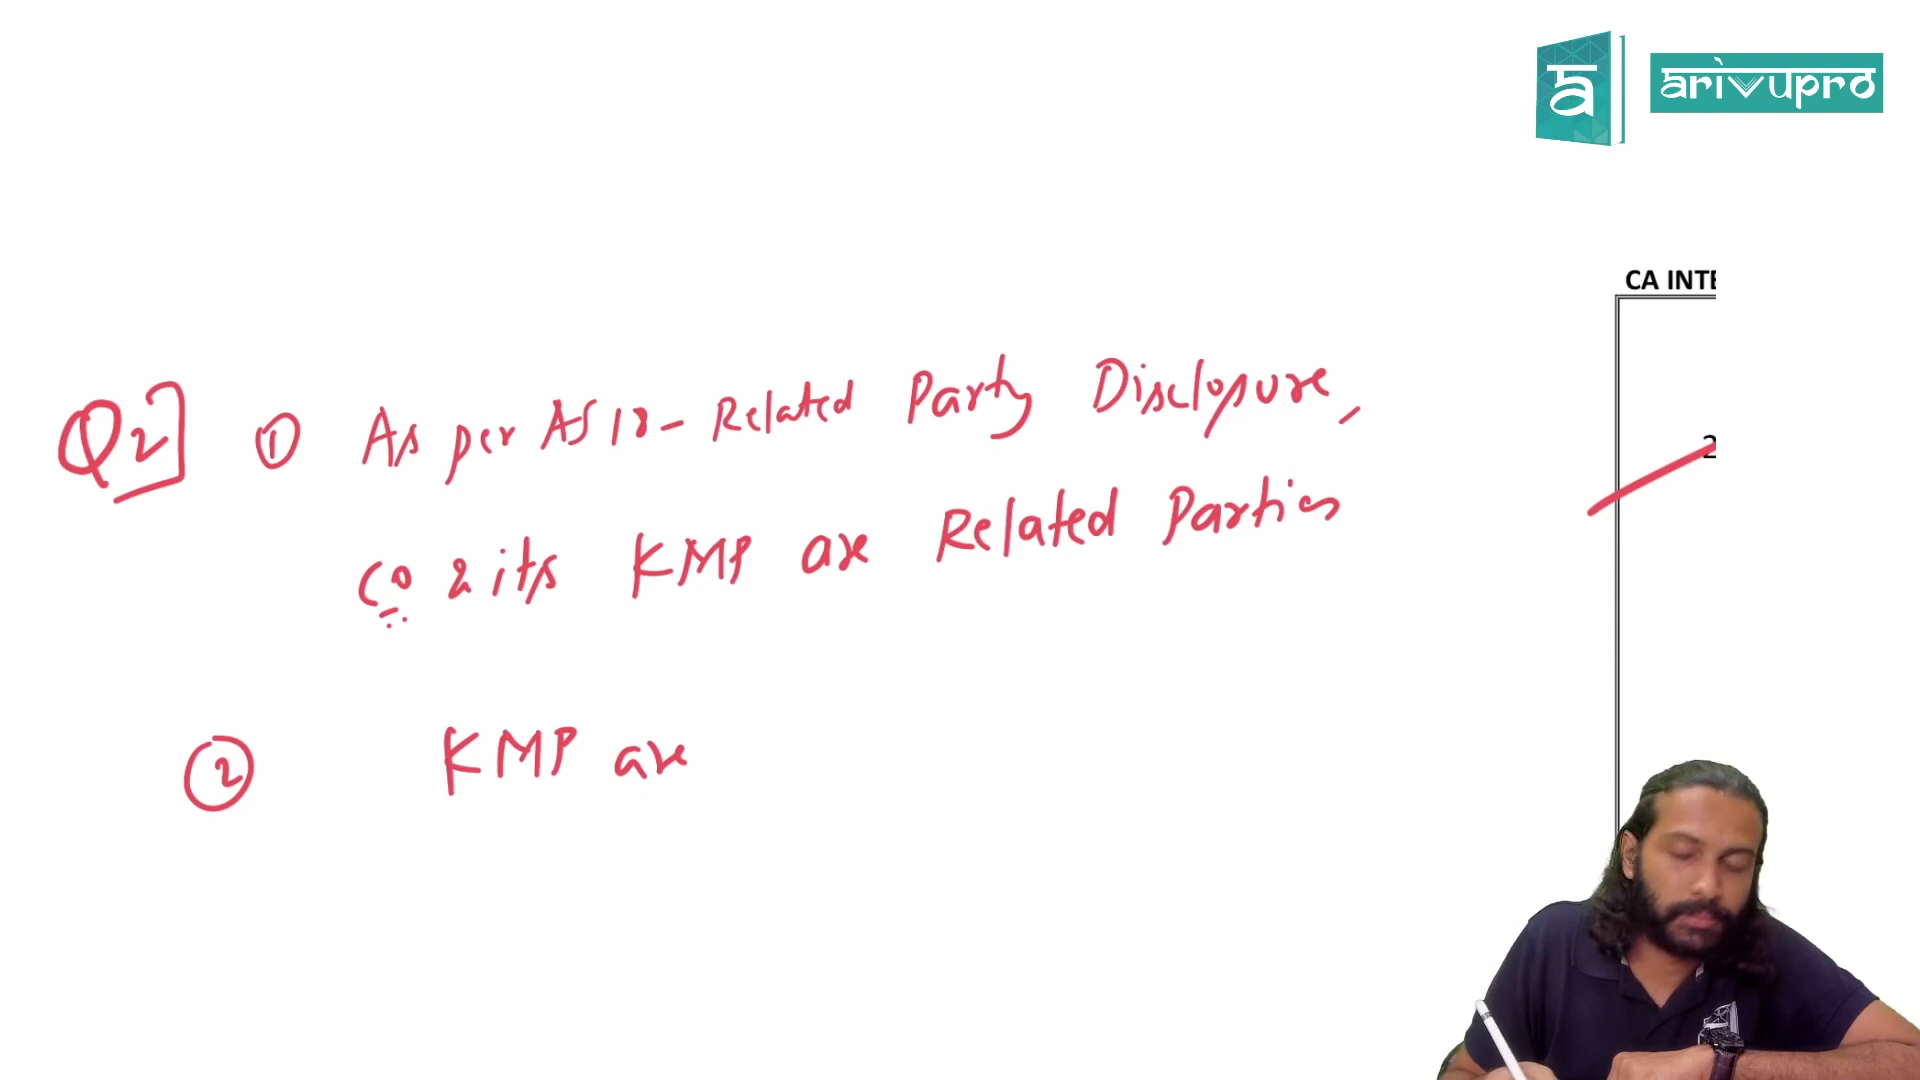 a arivupro
CA INTE
2
Q2] ① As per AS 18 - Related Party Disclosure,
Co & its KMP are Related Parties
② KMP are